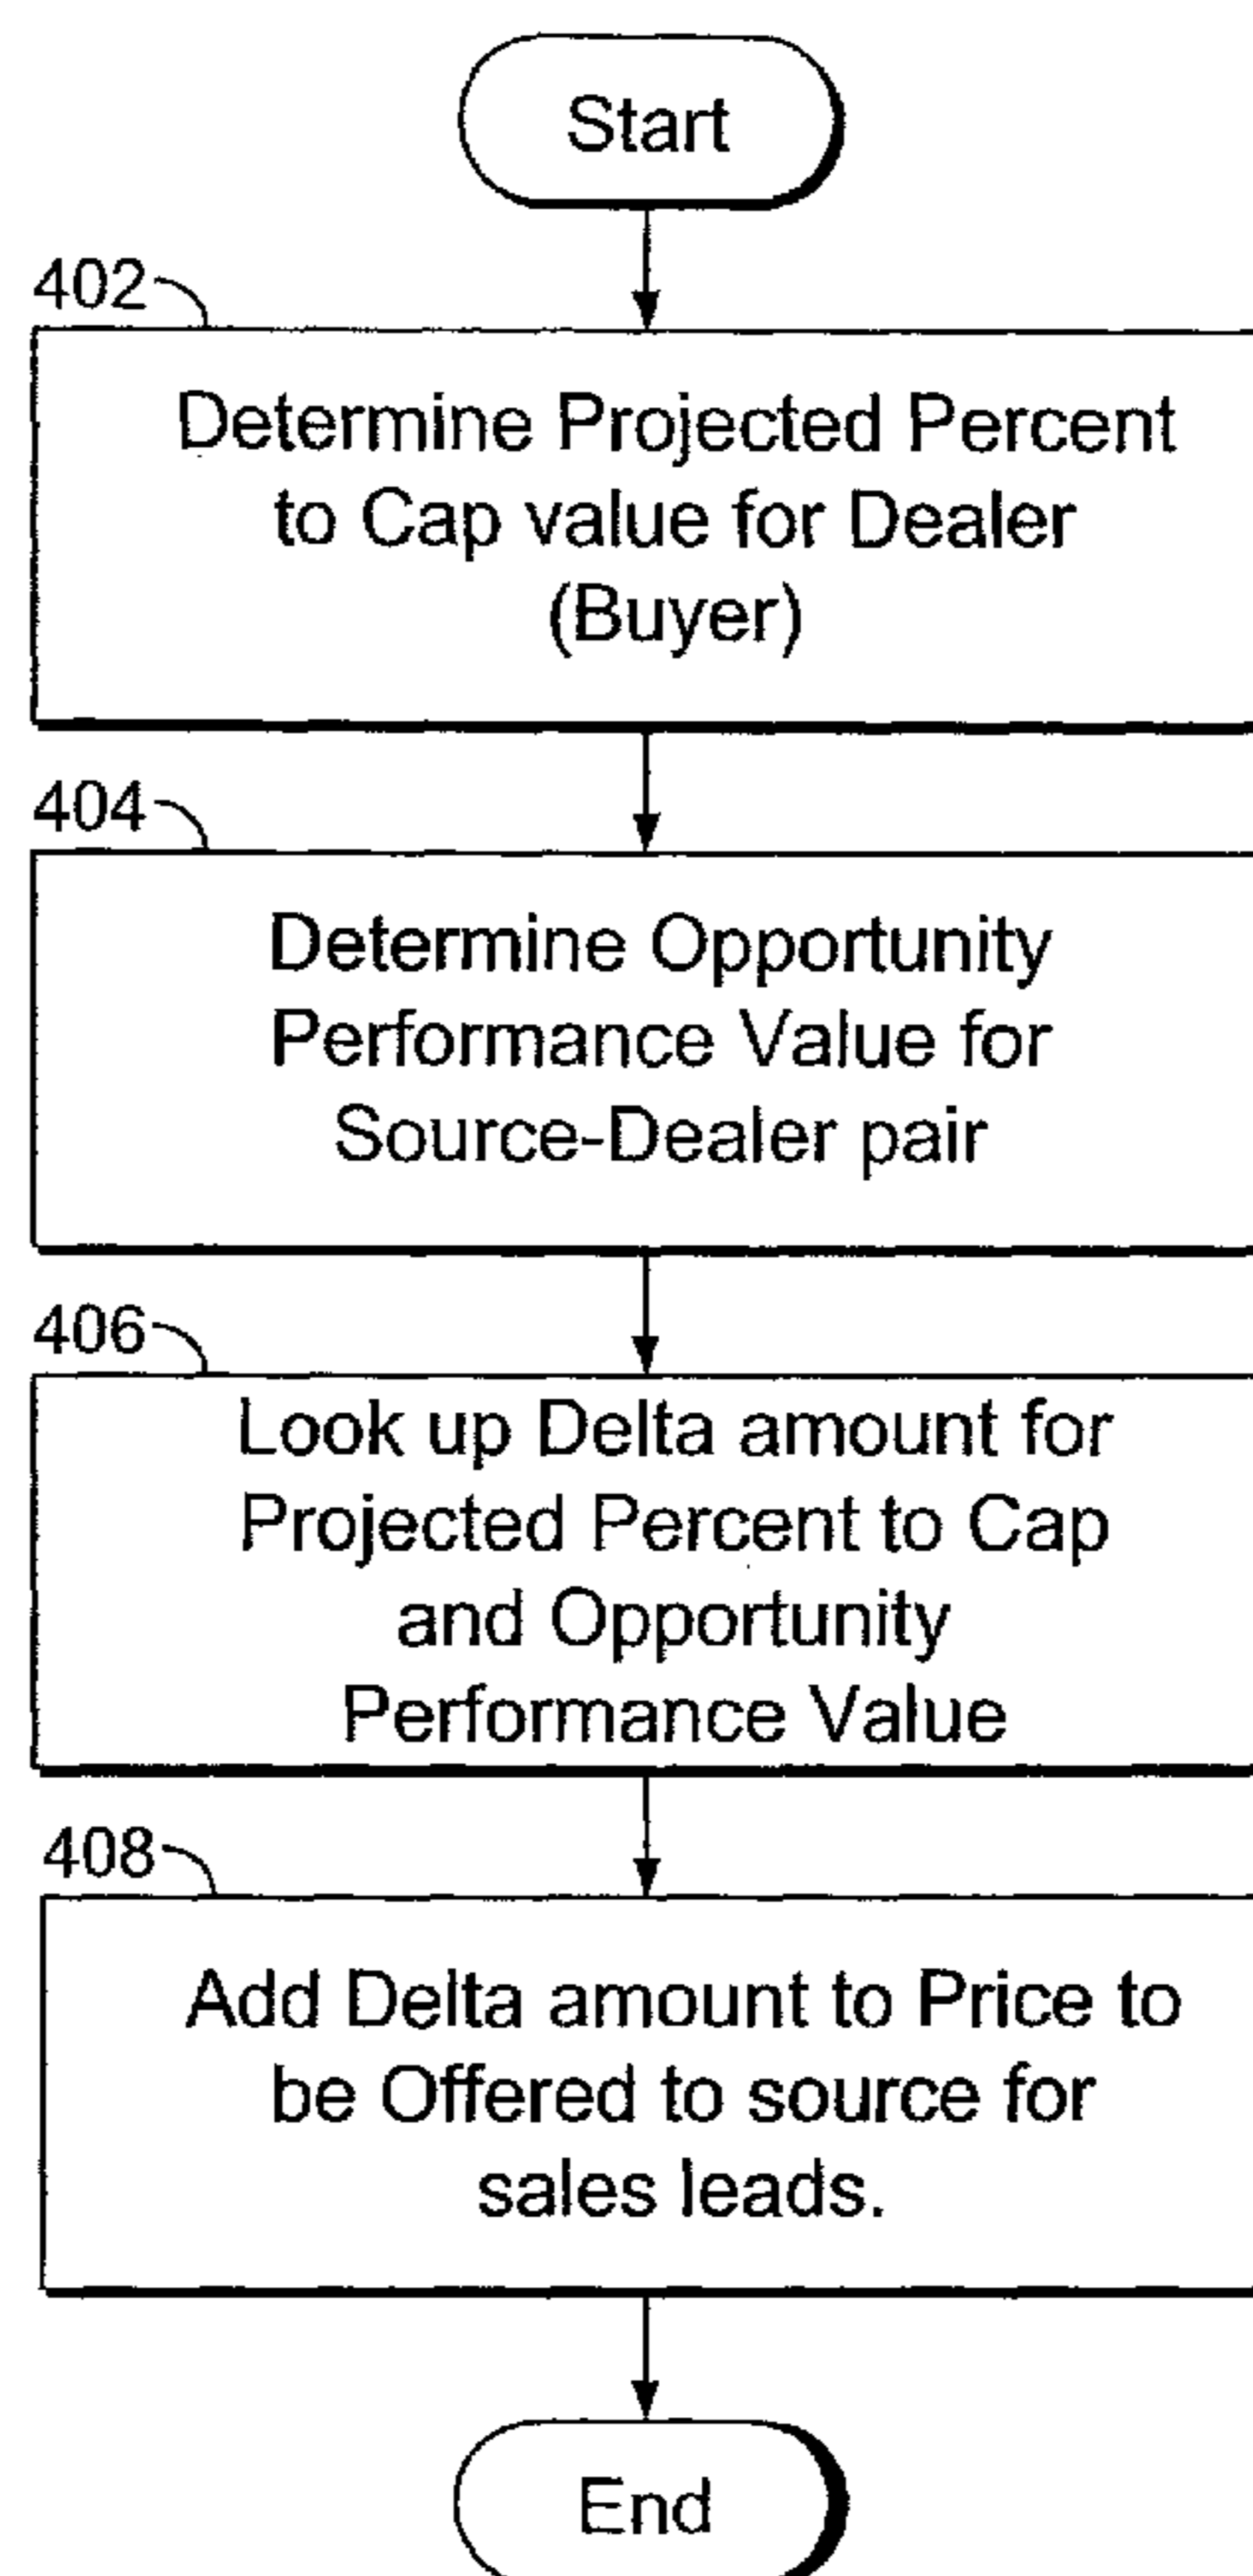 Start
402
Determine Projected Percent
to Cap value for Dealer
(Buyer)
404
Determine Opportunity
Performance Value for
Source-Dealer pair
406
Look up Delta amount for
Projected Percent to Cap
and Opportunity
Performance Value
408
Add Delta amount to Price to
be Offered to source for
sales leads.
End